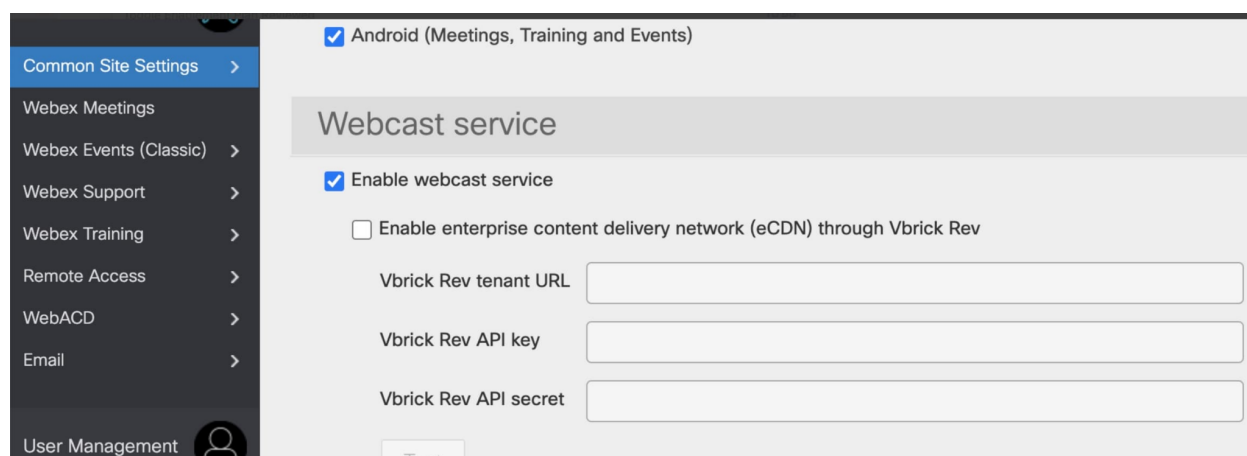 Android (Meetings, Training and Events)
Common Site Settings
Webex Meetings
Webex Events (Classic)
Webex Support
Webex Training
Remote Access
WebACD
Email
User Management
Webcast service
Enable webcast service
Enable enterprise content delivery network (eCDN) through Vbrick Rev
Vbrick Rev tenant URL
Vbrick Rev API key
Vbrick Rev API secret